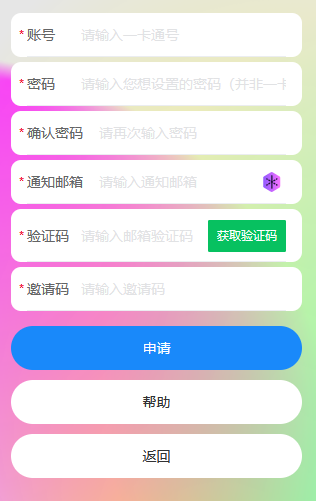 * 账号 请输入一卡通号
* 密码 请输入您想设置的密码（并非一卡
* 确认密码 请再次输入密码
* 通知邮箱 请输入通知邮箱
* 验证码 请输入邮箱验证码 获取验证码
* 邀请码 请输入邀请码
申请
帮助
返回